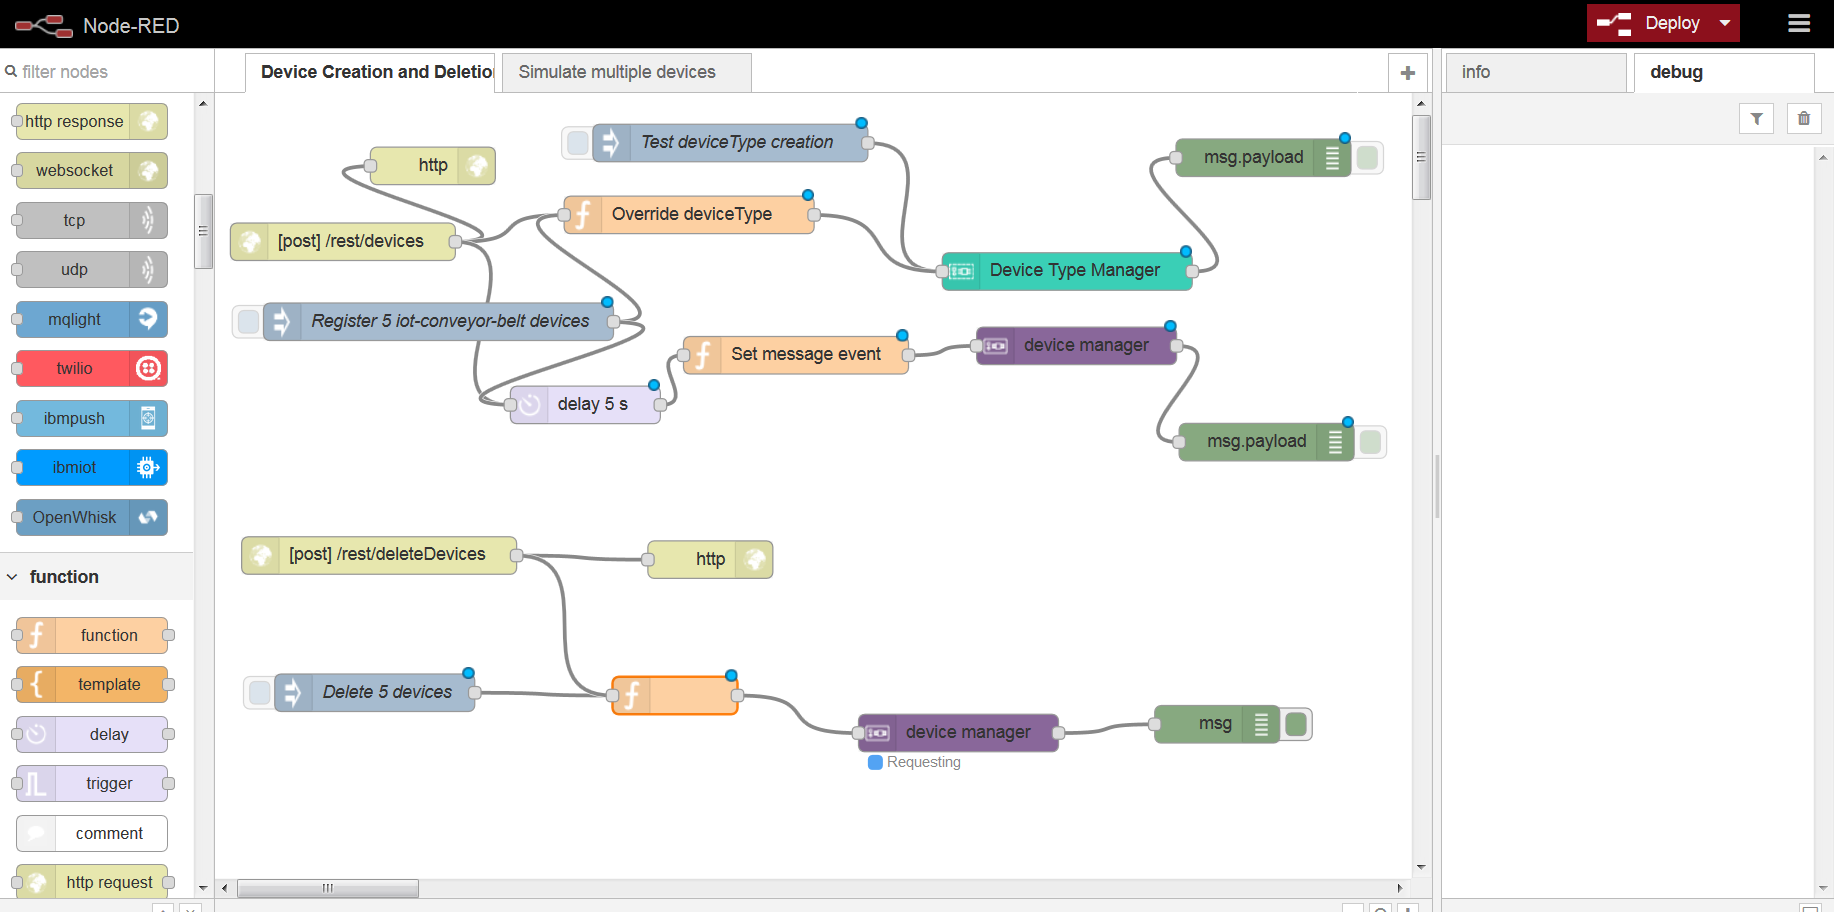 Node-RED
Deploy
filter nodes
Device Creation and Deletio
Simulate multiple devices
info
debug
http response
websocket
tcp
udp
mqlight
twilio
ibmpush
ibmiot
OpenWhisk
function
function
template
delay
trigger
comment
http request
Test deviceType creation
msg.payload
http
Override deviceType
[post] /rest/devices
Device Type Manager
Register 5 iot-conveyor-belt devices
Set message event
device manager
delay 5 s
msg.payload
[post] /rest/deleteDevices
http
Delete 5 devices
device manager
msg
Requesting